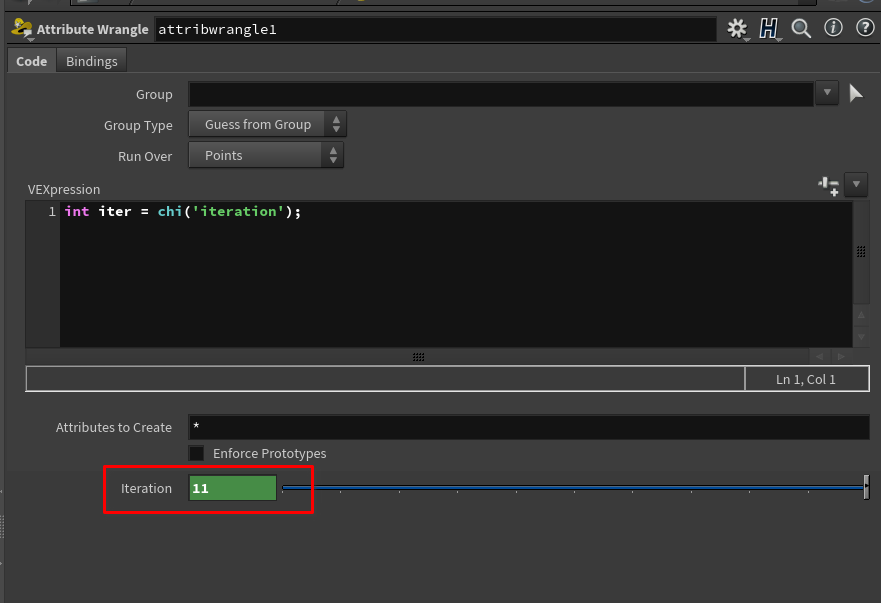 Attribute Wrangle attribwrangle1
Code Bindings
Group
Group Type Guess from Group
Run Over Points
VEXpression
1 int iter = chi('iteration');
Ln 1, Col 1
Attributes to Create *
Enforce Prototypes
Iteration 11